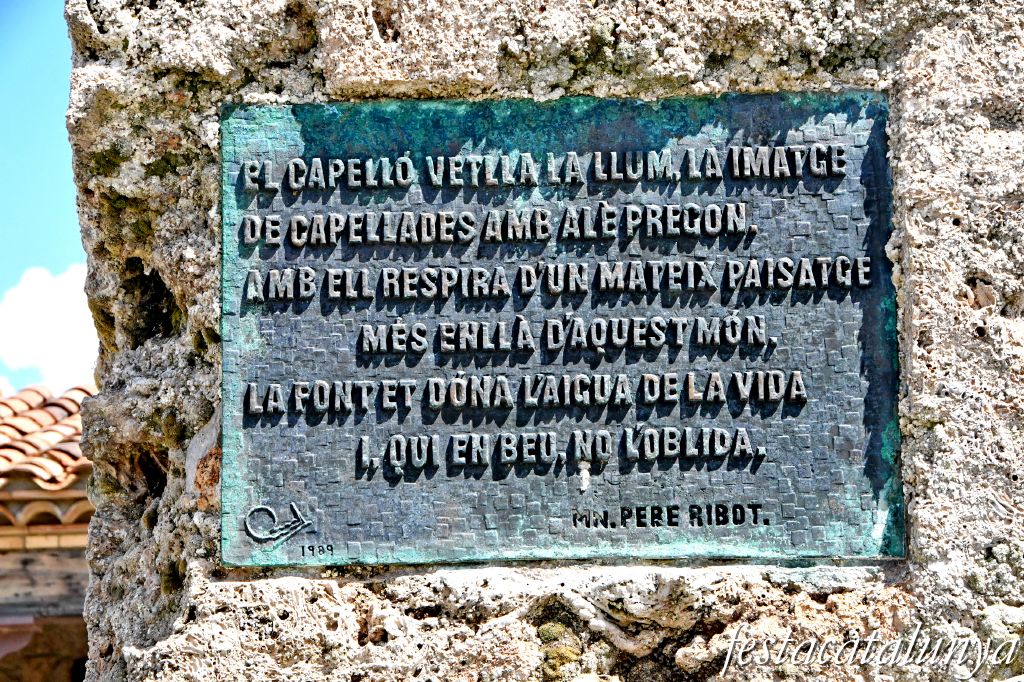 EL CAPELLÓ VETLLA LA LLUM, LA IMATGE
DE CAPELLADES AMB ALÈ PREGON.
AMB ELL RESPIRA D'UN MATEIX PAISATGE
MÉS ENLLÀ D'AQUEST MÓN.
LA FONT ET DÓNA L'AIGUA DE LA VIDA
I, QUI EN BEU, NO L'OBLIDA.
MN. PERE RIBOT.
1989
festacatalunya